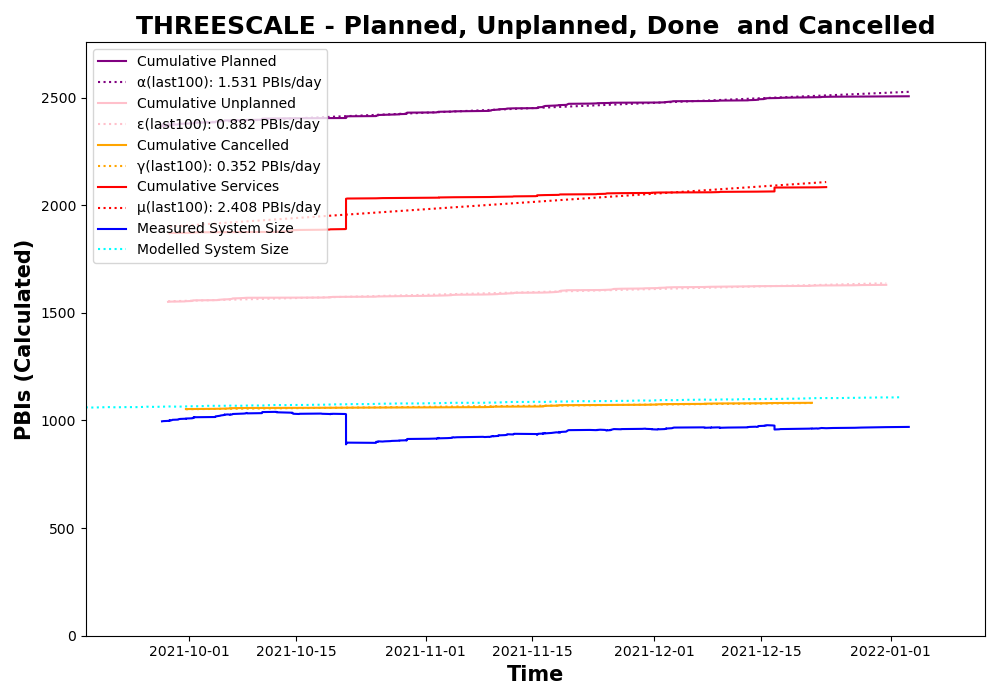 THREESCALE - Planned, Unplanned, Done  and Cancelled
Cumulative Planned
α(last100): 1.531 PBIs/day
Cumulative Unplanned
ε(last100): 0.882 PBIs/day
Cumulative Cancelled
γ(last100): 0.352 PBIs/day
Cumulative Services
μ(last100): 2.408 PBIs/day
Measured System Size
Modelled System Size
PBIs (Calculated)
2500
2000
1500
1000
500
0
2021-10-01
2021-10-15
2021-11-01
2021-11-15
2021-12-01
2021-12-15
2022-01-01
Time